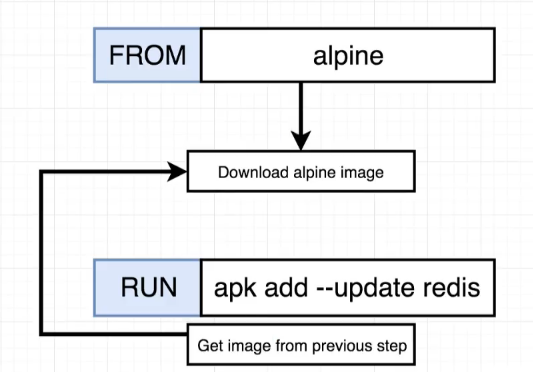 FROM alpine
Download alpine image
RUN apk add --update redis
Get image from previous step